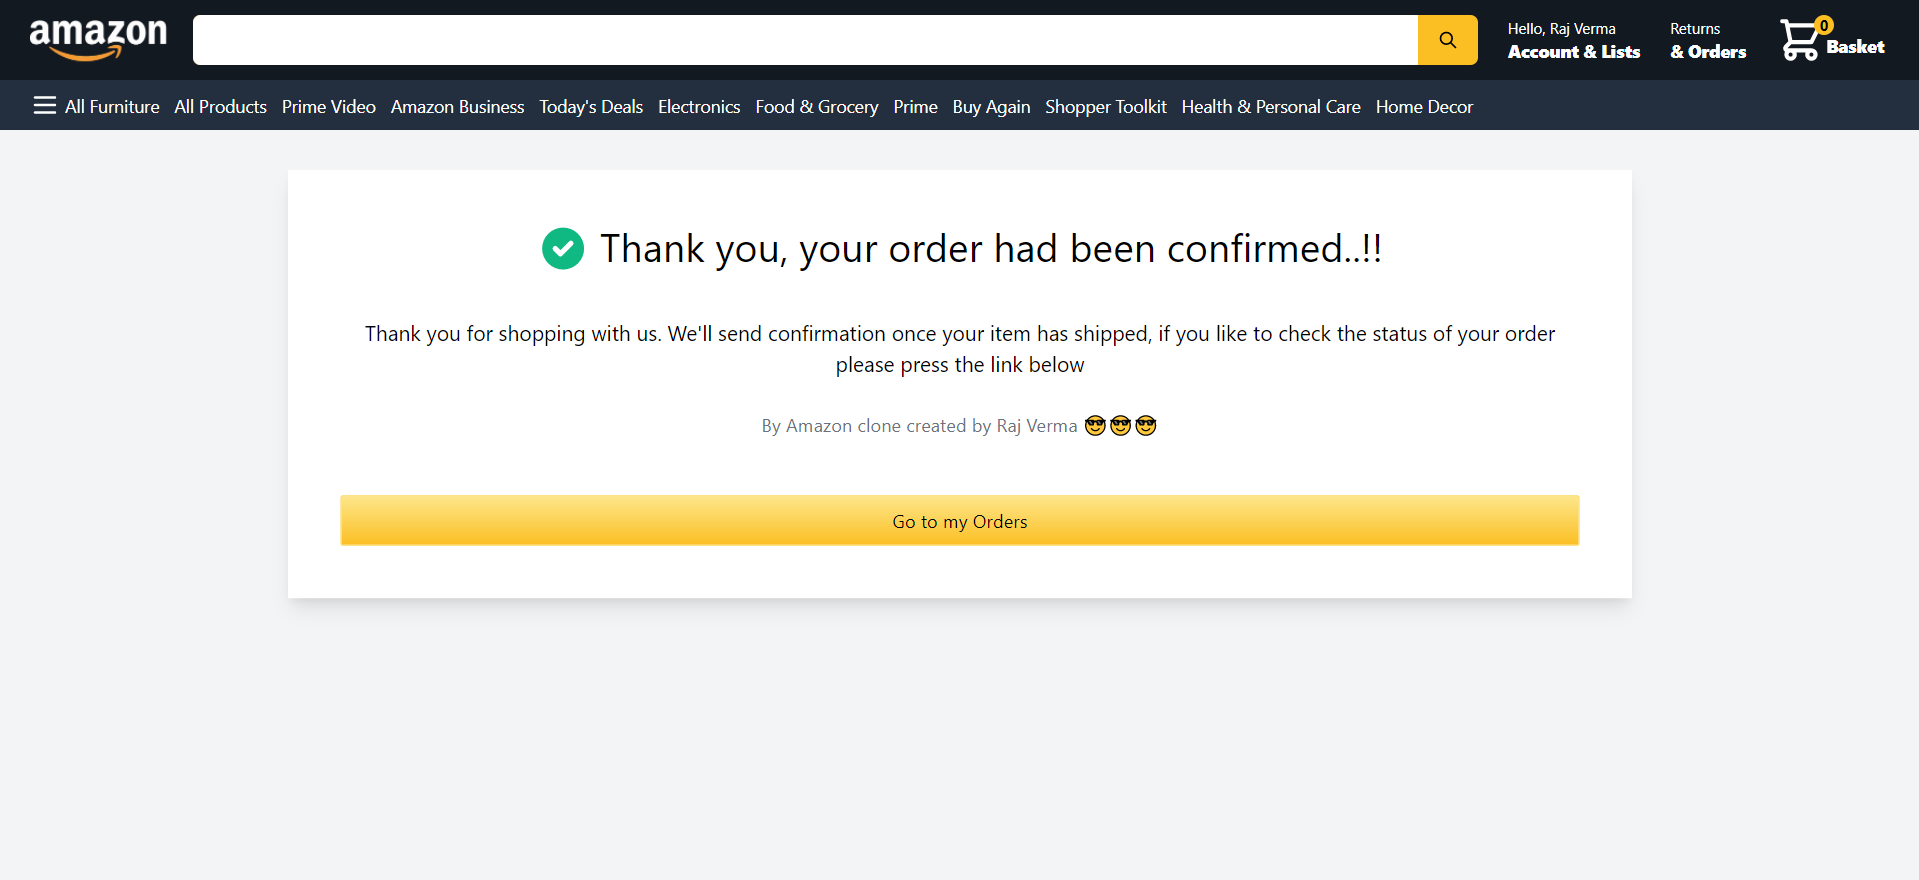 amazon
Hello, Raj Verma
Account & Lists
Returns
& Orders
0
Basket
All Furniture All Products Prime Video Amazon Business Today's Deals Electronics Food & Grocery Prime Buy Again Shopper Toolkit Health & Personal Care Home Decor
Thank you, your order had been confirmed..!!
Thank you for shopping with us. We'll send confirmation once your item has shipped, if you like to check the status of your order
please press the link below
By Amazon clone created by Raj Verma 😎😎😎
Go to my Orders